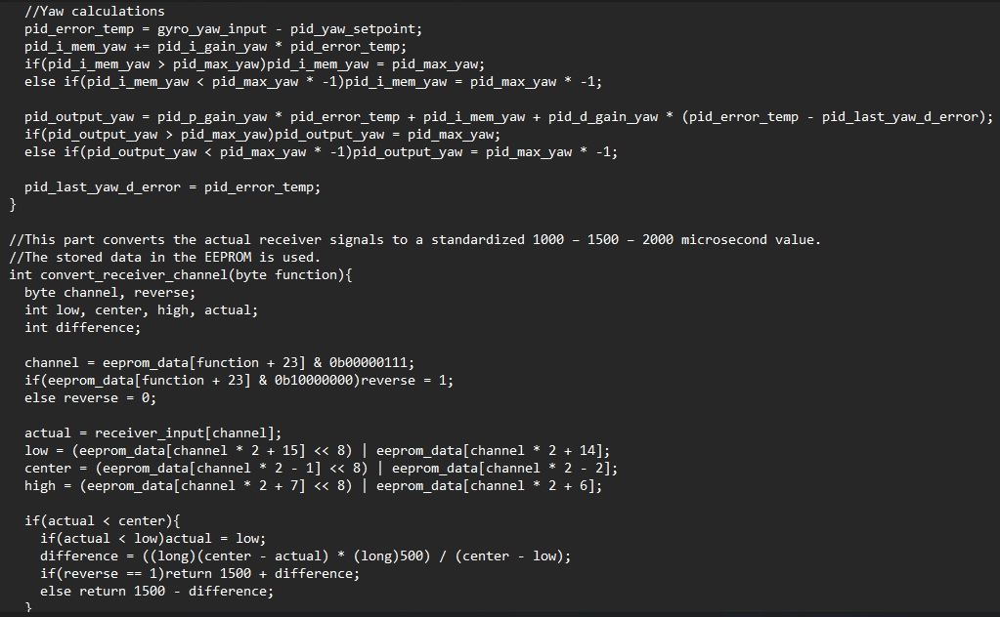 //Yaw calculations
pid_error_temp = gyro_yaw_input - pid_yaw_setpoint;
pid_i_mem_yaw += pid_i_gain_yaw * pid_error_temp;
if(pid_i_mem_yaw > pid_max_yaw)pid_i_mem_yaw = pid_max_yaw;
else if(pid_i_mem_yaw < pid_max_yaw * -1)pid_i_mem_yaw = pid_max_yaw * -1;

pid_output_yaw = pid_p_gain_yaw * pid_error_temp + pid_i_mem_yaw + pid_d_gain_yaw * (pid_error_temp - pid_last_yaw_d_error);
if(pid_output_yaw > pid_max_yaw)pid_output_yaw = pid_max_yaw;
else if(pid_output_yaw < pid_max_yaw * -1)pid_output_yaw = pid_max_yaw * -1;

pid_last_yaw_d_error = pid_error_temp;
}

//This part converts the actual receiver signals to a standardized 1000 – 1500 – 2000 microsecond value.
//The stored data in the EEPROM is used.
int convert_receiver_channel(byte function){
byte channel, reverse;
int low, center, high, actual;
int difference;

channel = eeprom_data[function + 23] & 0b00000111;
if(eeprom_data[function + 23] & 0b10000000)reverse = 1;
else reverse = 0;

actual = receiver_input[channel];
low = (eeprom_data[channel * 2 + 15] << 8) | eeprom_data[channel * 2 + 14];
center = (eeprom_data[channel * 2 - 1] << 8) | eeprom_data[channel * 2 - 2];
high = (eeprom_data[channel * 2 + 7] << 8) | eeprom_data[channel * 2 + 6];

if(actual < center){
if(actual < low)actual = low;
difference = ((long)(center - actual) * (long)500) / (center - low);
if(reverse == 1)return 1500 + difference;
else return 1500 - difference;
}